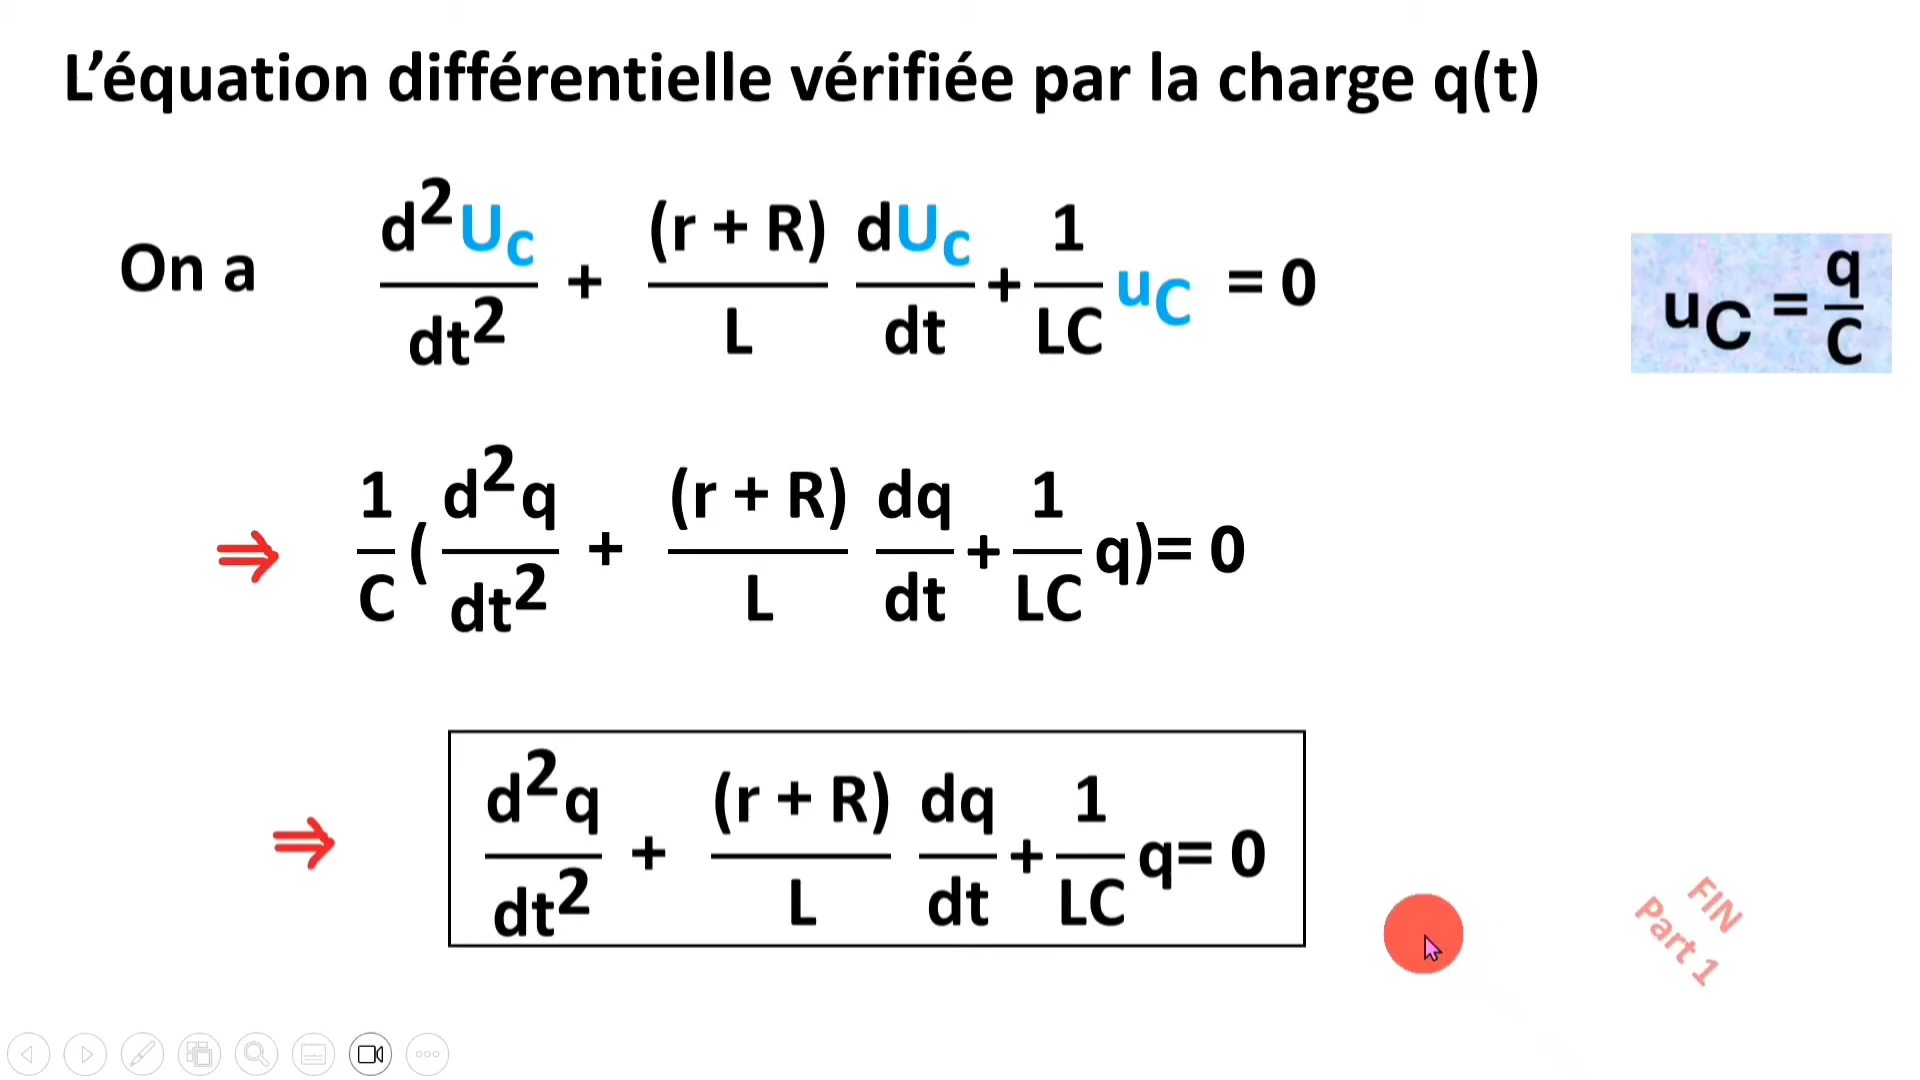 L’équation différentielle vérifiée par la charge q(t)
On a d²Uc/dt² + (r + R)/L dUc/dt + 1/LC uC = 0
uC = q/C
⇒ 1/C (d²q/dt² + (r + R)/L dq/dt + 1/LC q)= 0
⇒ d²q/dt² + (r + R)/L dq/dt + 1/LC q= 0
FIN
Part 1